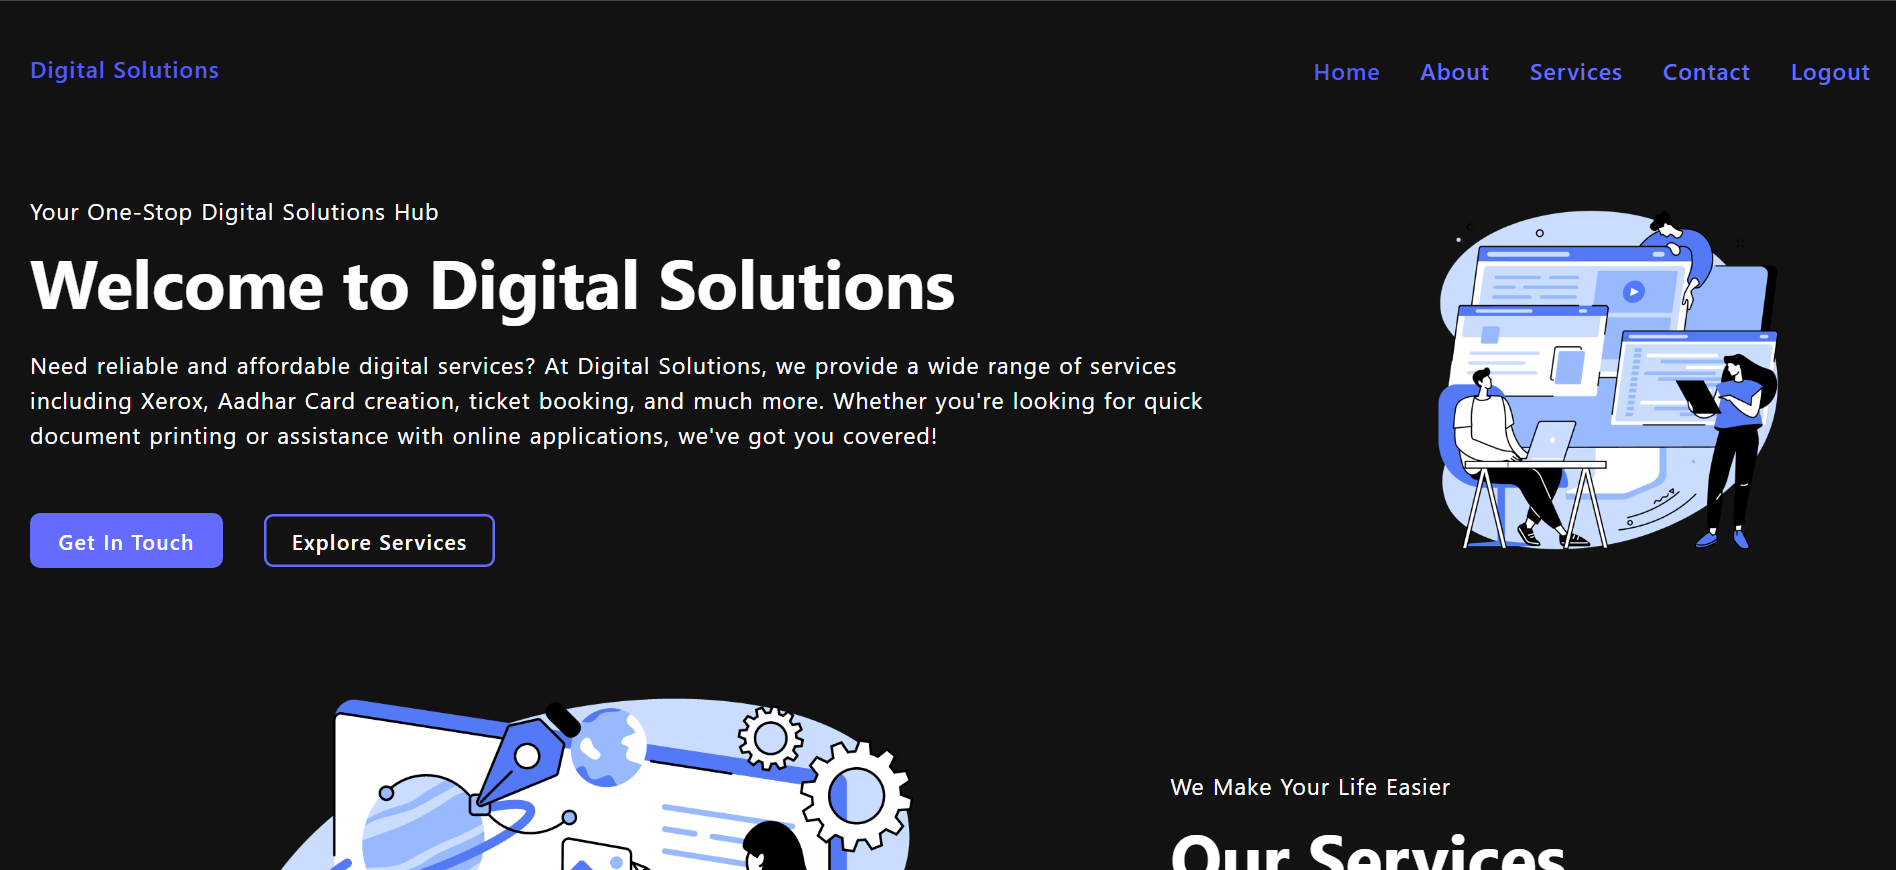 Digital Solutions
Home About Services Contact Logout
Your One-Stop Digital Solutions Hub
Welcome to Digital Solutions
Need reliable and affordable digital services? At Digital Solutions, we provide a wide range of services
including Xerox, Aadhar Card creation, ticket booking, and much more. Whether you're looking for quick
document printing or assistance with online applications, we've got you covered!
Get In Touch
Explore Services
We Make Your Life Easier
Our Services